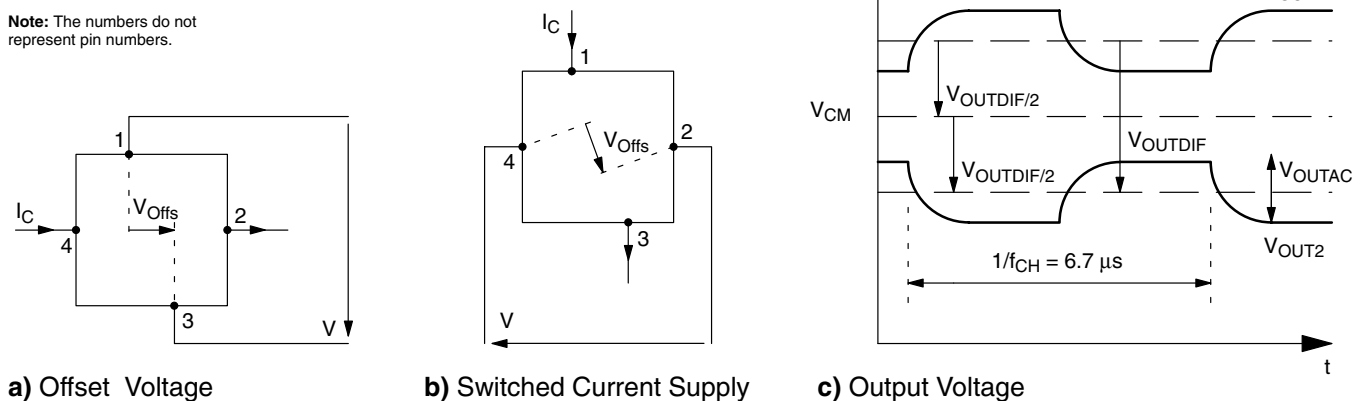 Note: The numbers do not
represent pin numbers.
1
I_C
V_Offs
2
4
3
V
a) Offset Voltage
I_C
1
V_Offs
2
4
3
V
b) Switched Current Supply
V_CM
V_OUTDIF/2
V_OUTDIF
V_OUTDIF/2
V_OUTAC
V_OUT2
1/f_CH = 6.7 µs
t
c) Output Voltage